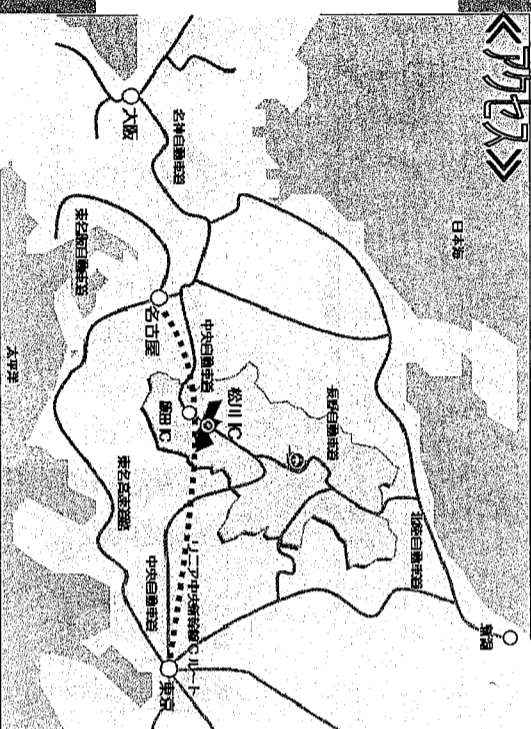 ≪アクセス≫
日本海
新潟
北陸自動車道
長野自動車道
松川IC
飯田IC
中央自動車道
名神自動車道
大阪
名古屋
東名阪自動車道
東名高速道路
中央自動車道
リニア中央新幹線Cルート
東京
太平洋